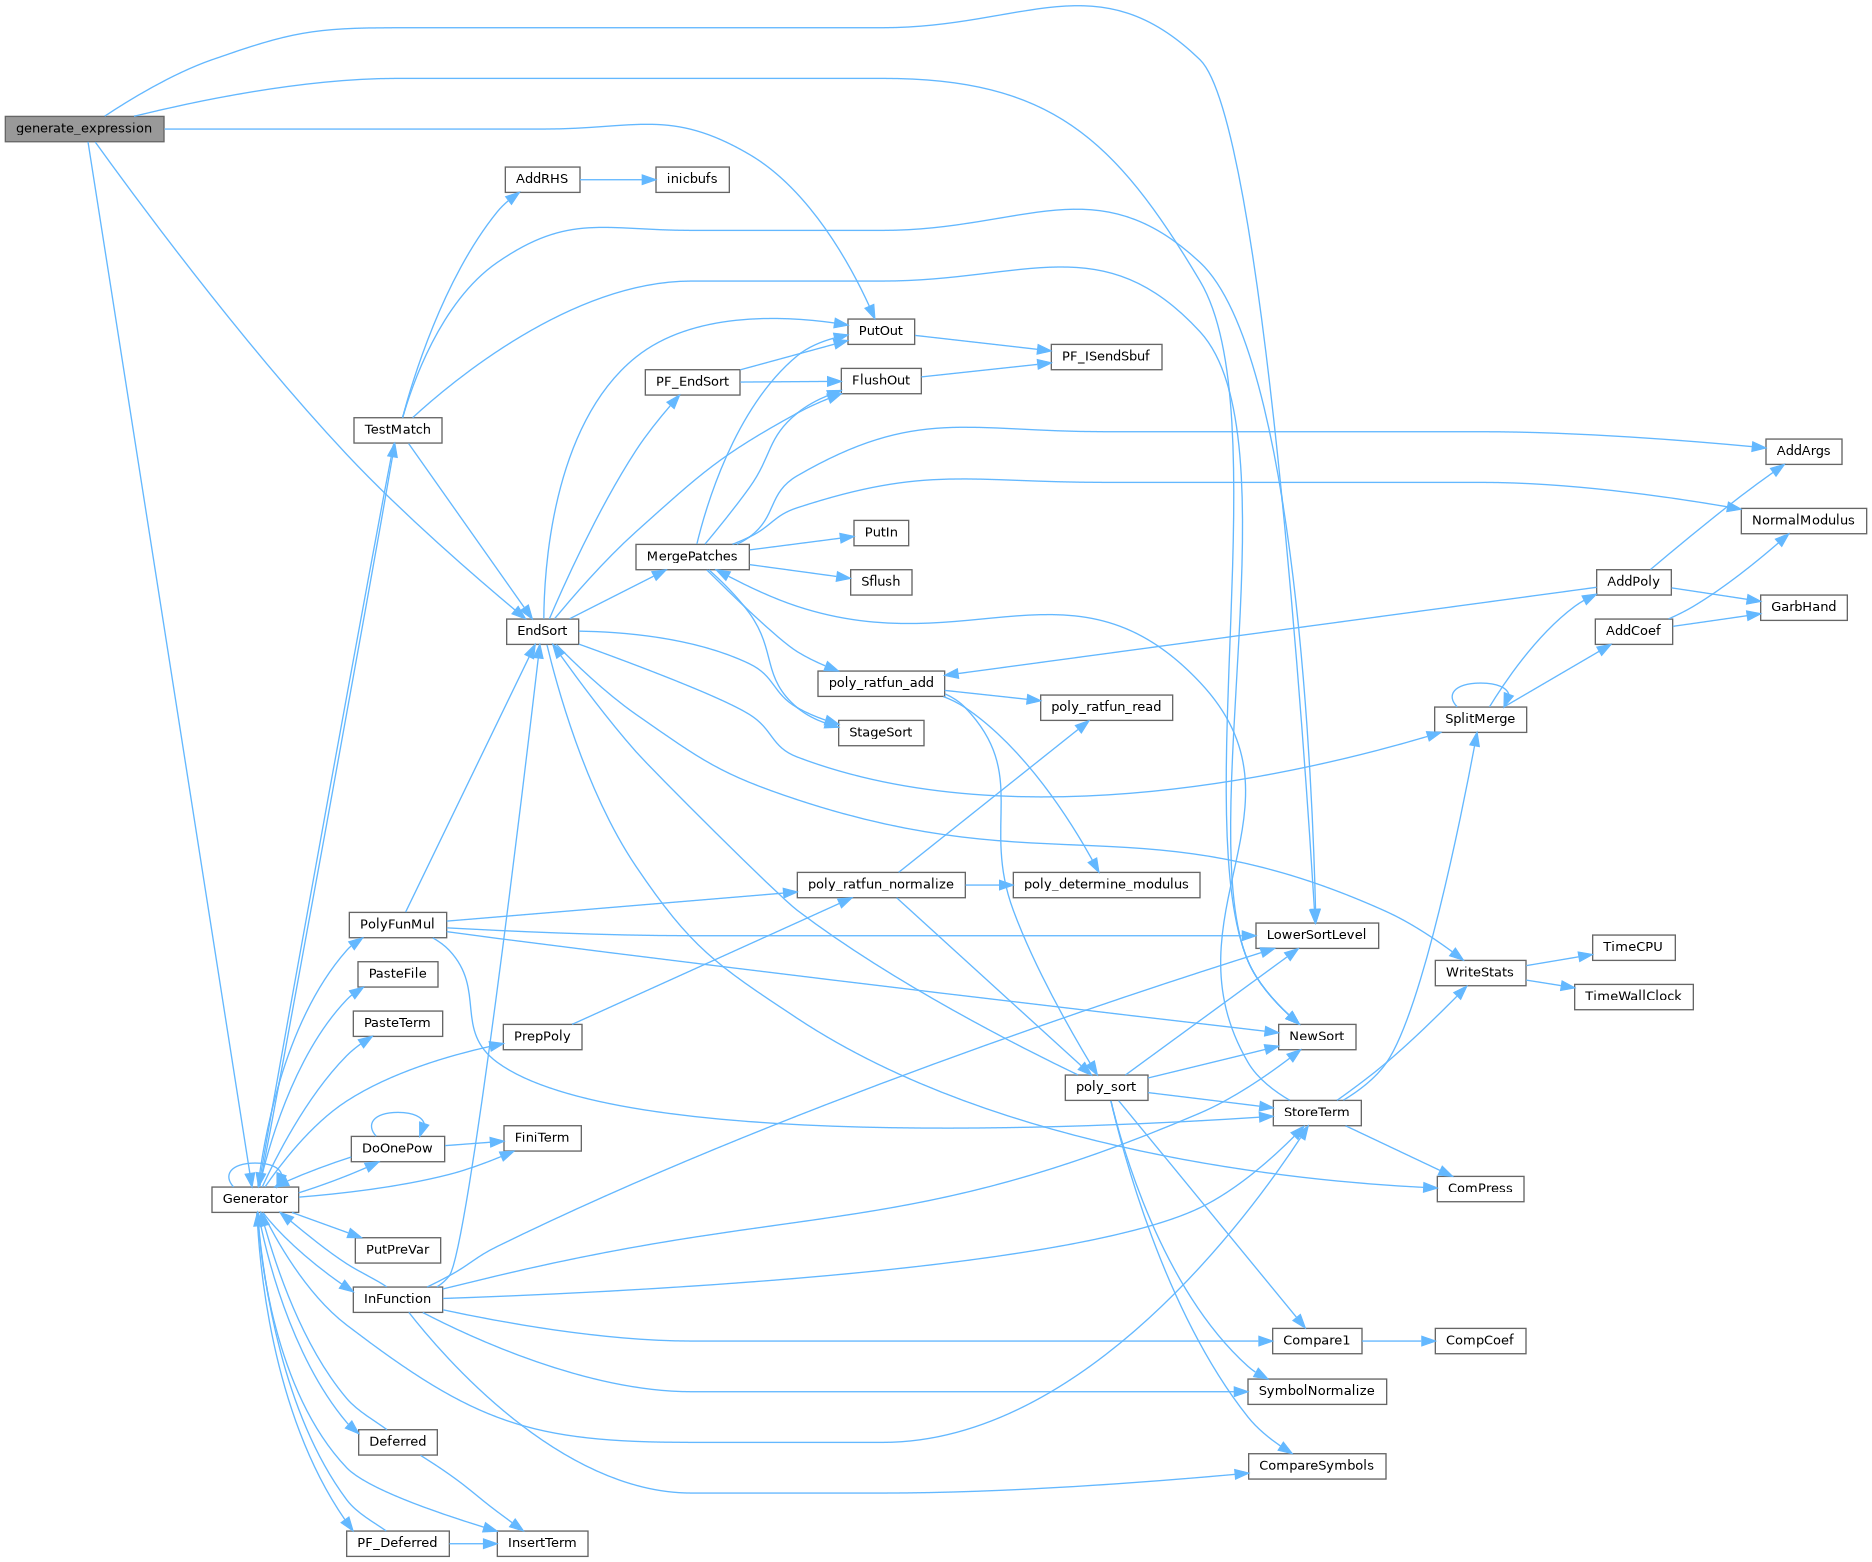 generate_expression
AddRHS
inicbufs
PutOut
PF_ISendSbuf
PF_EndSort
FlushOut
TestMatch
AddArgs
NormalModulus
PutIn
MergePatches
Sflush
AddPoly
GarbHand
EndSort
AddCoef
poly_ratfun_add
poly_ratfun_read
SplitMerge
StageSort
poly_ratfun_normalize
poly_determine_modulus
PolyFunMul
LowerSortLevel
TimeCPU
PasteFile
WriteStats
TimeWallClock
PasteTerm
PrepPoly
NewSort
poly_sort
StoreTerm
FiniTerm
DoOnePow
ComPress
Generator
PutPreVar
InFunction
Compare1
CompCoef
SymbolNormalize
Deferred
CompareSymbols
PF_Deferred
InsertTerm